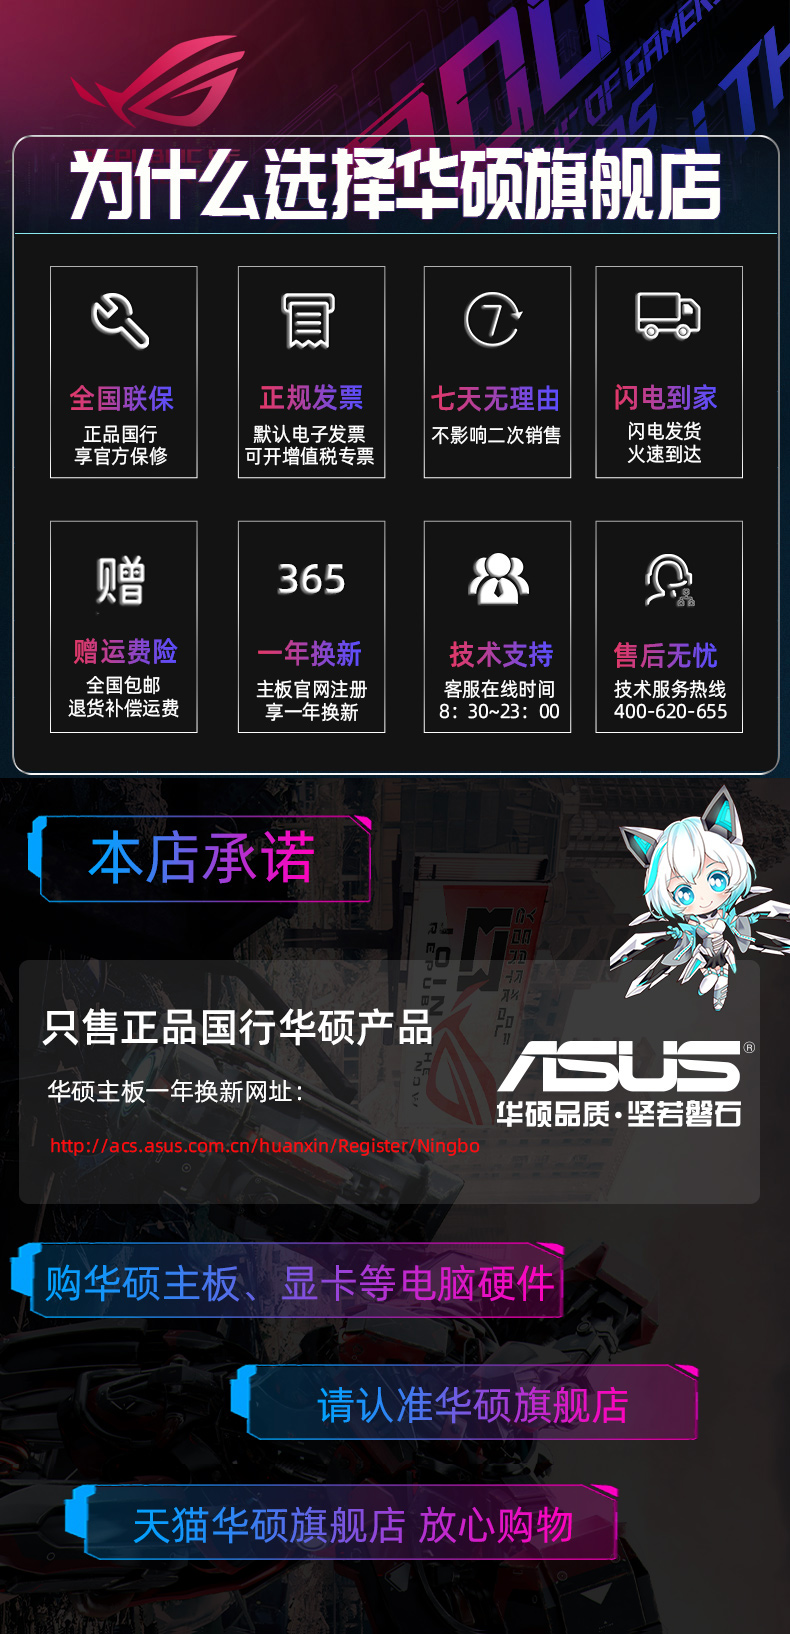 为什么选择华硕旗舰店
7
全国联保
正品国行
享官方保修
正规发票
默认电子发票
可开增值税专票
七天无理由
不影响二次销售
闪电到家
闪电发货
火速到达
赠
赠运费险
全国包邮
退货补偿运费
365
一年换新
主板官网注册
享一年换新
技术支持
客服在线时间
8：30~23：00
售后无忧
技术服务热线
400-620-655
本店承诺
只售正品国行华硕产品
华硕主板一年换新网址：
http://acs.asus.com.cn/huanxin/Register/Ningbo
ASUS®
华硕品质·坚若磐石
购华硕主板、显卡等电脑硬件
请认准华硕旗舰店
天猫华硕旗舰店 放心购物